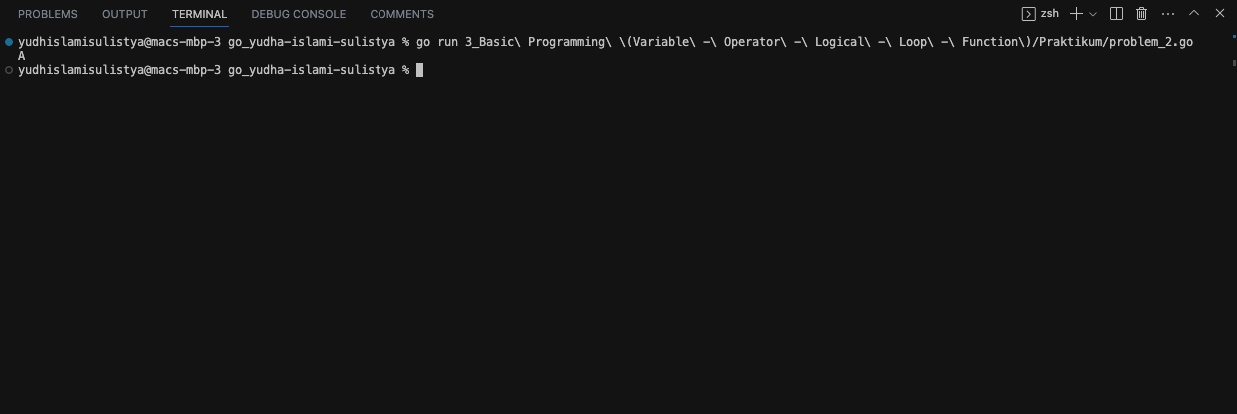 PROBLEMS OUTPUT TERMINAL DEBUG CONSOLE COMMENTS zsh
yudhislamisulistya@macs-mbp-3 go_yudha-islami-sulistya % go run 3_Basic\ Programming\ \(Variable\ -\ Operator\ -\ Logical\ -\ Loop\ -\ Function\)/Praktikum/problem_2.go
A
yudhislamisulistya@macs-mbp-3 go_yudha-islami-sulistya %